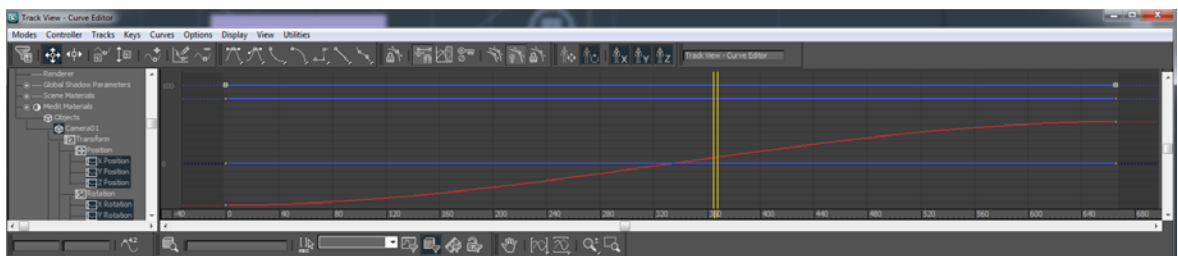 Track View - Curve Editor
Modes Controller Tracks Keys Curves Options Display View Utilities
Track View - Curve Editor
Renderer
Global Shadow Parameters
Scene Materials
Medit Materials
Objects
Camera01
Transform
Position
X Position
Y Position
Z Position
Rotation
X Rotation
Y Rotation
100
0
-40 0 40 80 120 160 200 240 280 320 360 400 440 480 520 560 600 640 680